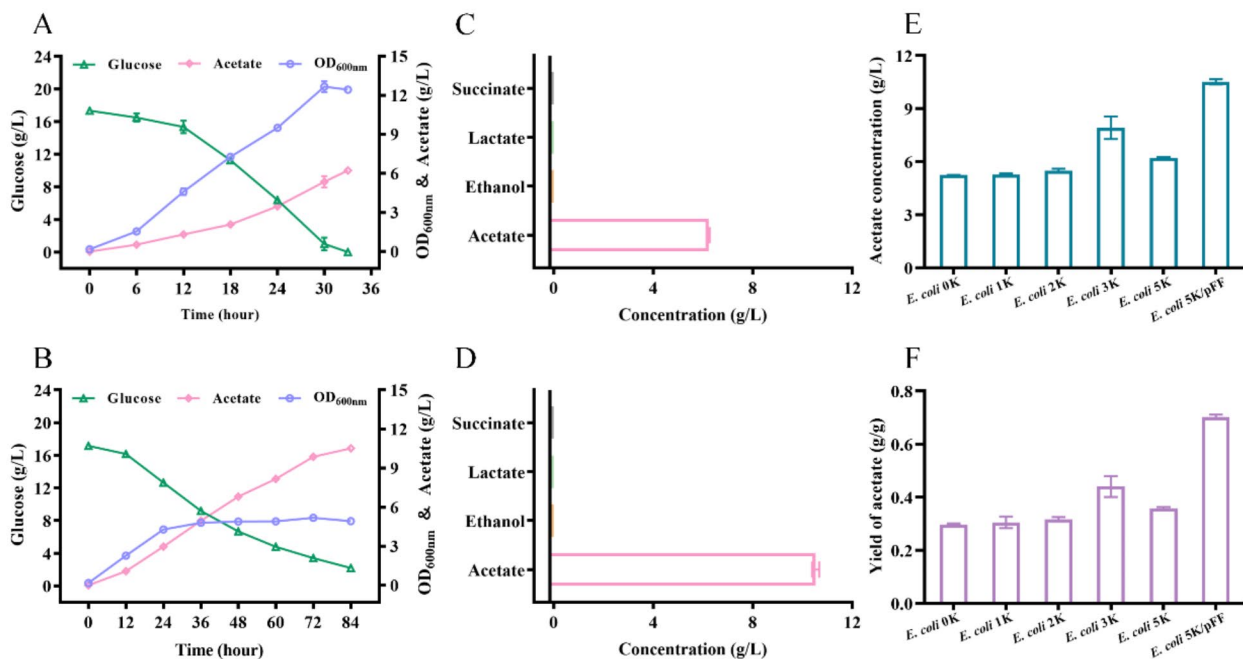 A
Glucose Acetate OD600nm
Glucose (g/L)
24
20
16
12
8
4
0
15
12
9
6
3
0
OD600nm & Acetate (g/L)
0 6 12 18 24 30 36
Time (hour)
C
Succinate
Lactate
Ethanol
Acetate
0 4 8 12
Concentration (g/L)
E
Acetate concentration (g/L)
12
9
6
3
0
E. coli 0K
E. coli 1K
E. coli 2K
E. coli 3K
E. coli 5K
E. coli 5K/pFF
B
Glucose Acetate OD600nm
Glucose (g/L)
24
20
16
12
8
4
0
15
12
9
6
3
0
OD600nm & Acetate (g/L)
0 12 24 36 48 60 72 84
Time (hour)
D
Succinate
Lactate
Ethanol
Acetate
0 4 8 12
Concentration (g/L)
F
Yield of acetate (g/g)
0.8
0.6
0.4
0.2
0.0
E. coli 0K
E. coli 1K
E. coli 2K
E. coli 3K
E. coli 5K
E. coli 5K/pFF